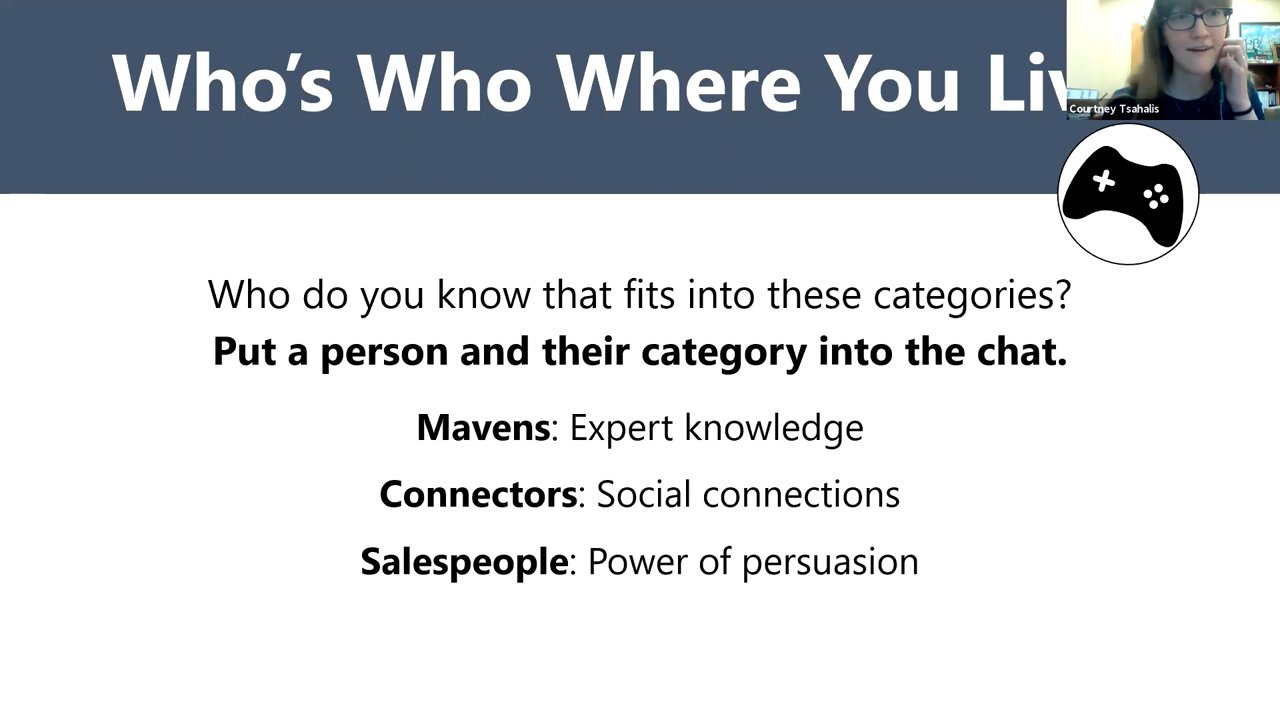 Who's Who Where You Liv
Courtney Tsahalis
Who do you know that fits into these categories?
Put a person and their category into the chat.
Mavens: Expert knowledge
Connectors: Social connections
Salespeople: Power of persuasion